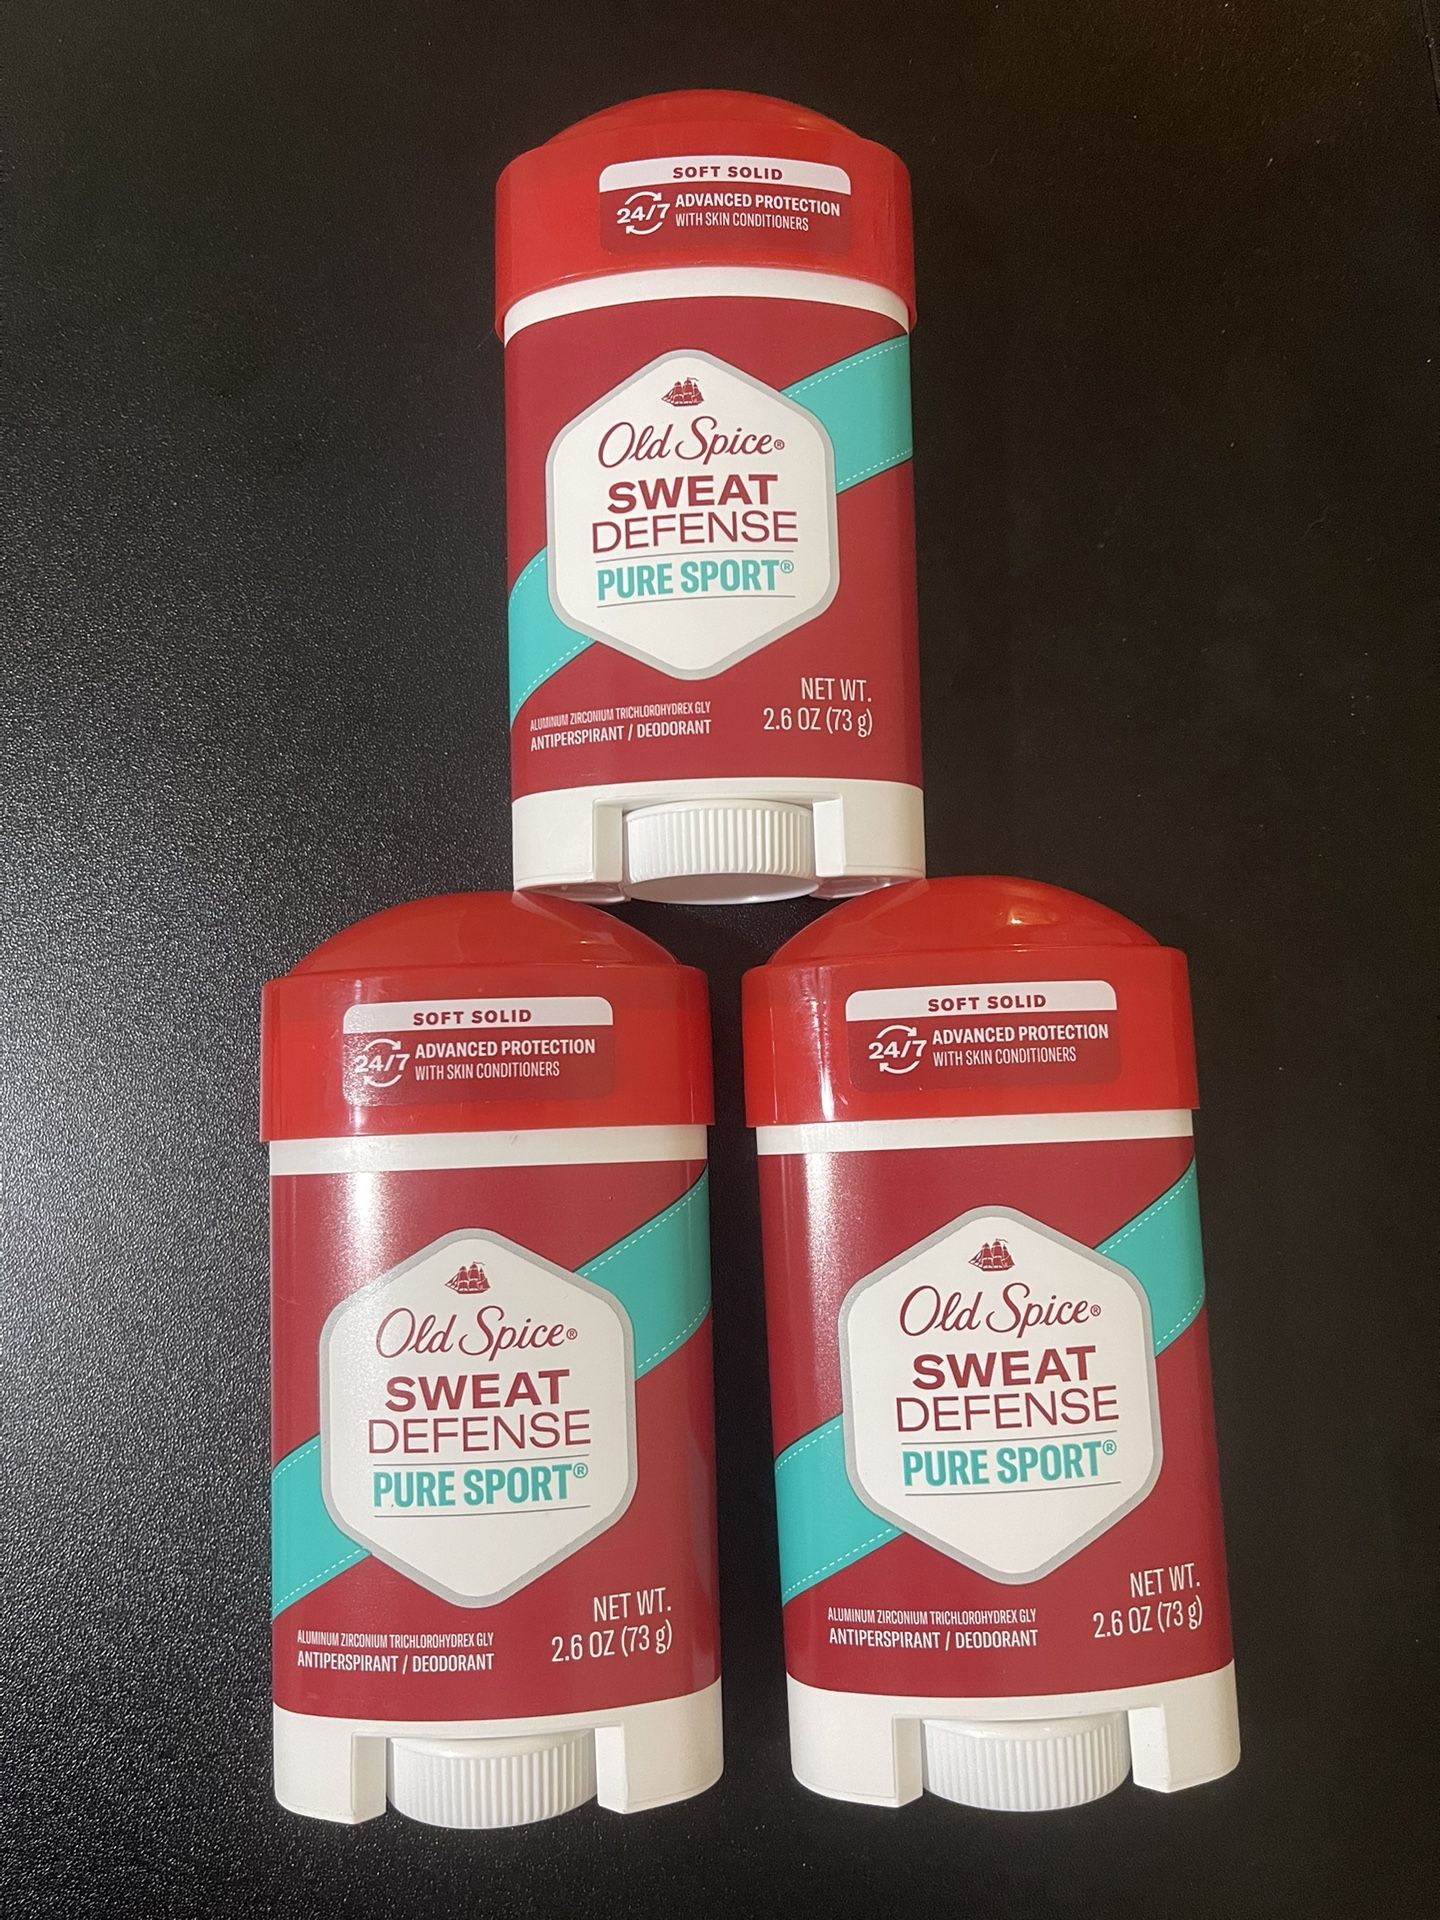 SOFT SOLID
24/7 ADVANCED PROTECTION
WITH SKIN CONDITIONERS
Old Spice®
SWEAT
DEFENSE
PURE SPORT®
NET WT.
2.6 OZ (73 g)
ALUMINUM ZIRCONIUM TRICHLOROHYDREX GLY
ANTIPERSPIRANT / DEODORANT
SOFT SOLID
24/7 ADVANCED PROTECTION
WITH SKIN CONDITIONERS
Old Spice®
SWEAT
DEFENSE
PURE SPORT®
NET WT.
2.6 OZ (73 g)
ALUMINUM ZIRCONIUM TRICHLOROHYDREX GLY
ANTIPERSPIRANT / DEODORANT
SOFT SOLID
24/7 ADVANCED PROTECTION
WITH SKIN CONDITIONERS
Old Spice®
SWEAT
DEFENSE
PURE SPORT®
NET WT.
2.6 OZ (73 g)
ALUMINUM ZIRCONIUM TRICHLOROHYDREX GLY
ANTIPERSPIRANT / DEODORANT